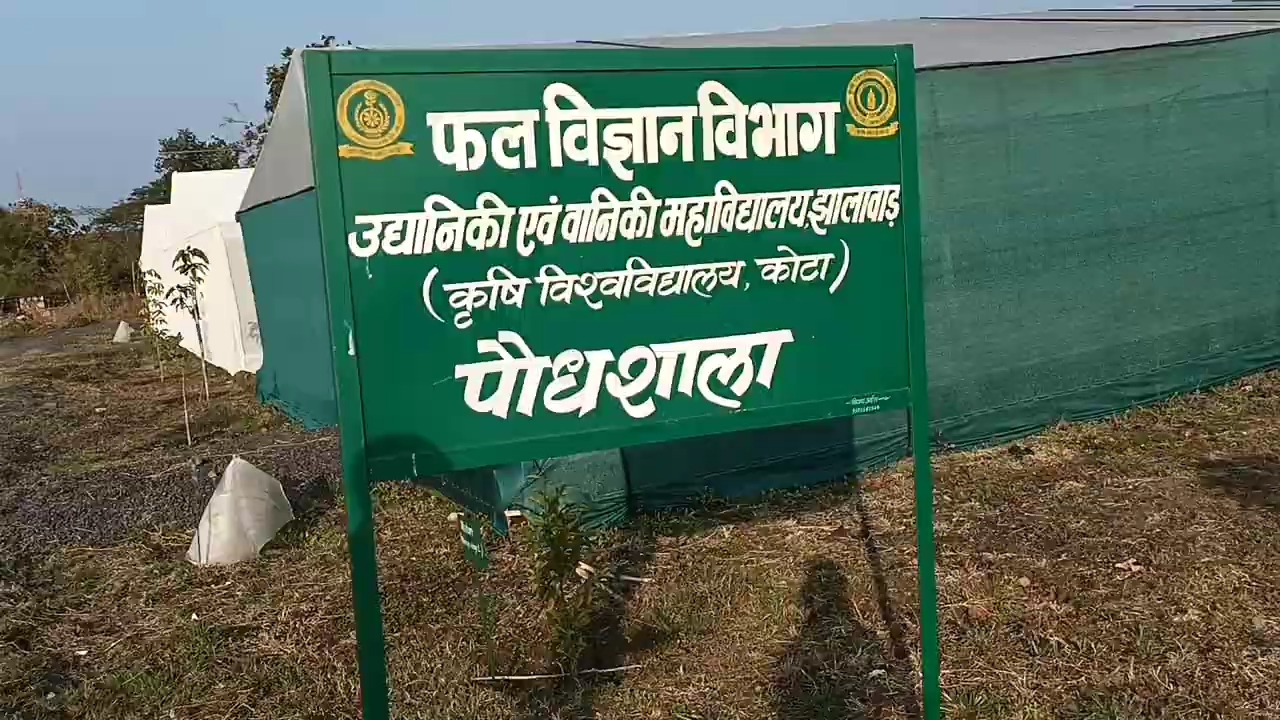 फल विज्ञान विभाग
उद्यानिकी एवं वानिकी महाविद्यालय,झालावाड़
(कृषि विश्वविद्यालय, कोटा)
पौधशाला